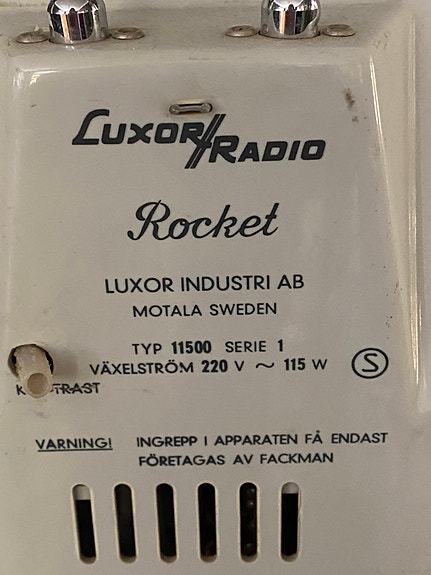 LUXOR RADIO
Rocket
LUXOR INDUSTRI AB
MOTALA SWEDEN
TYP 11500 SERIE 1
VÄXELSTRÖM 220 V ~ 115 W
S
VARNING! INGREPP I APPARATEN FÅ ENDAST
FÖRETAGAS AV FACKMAN